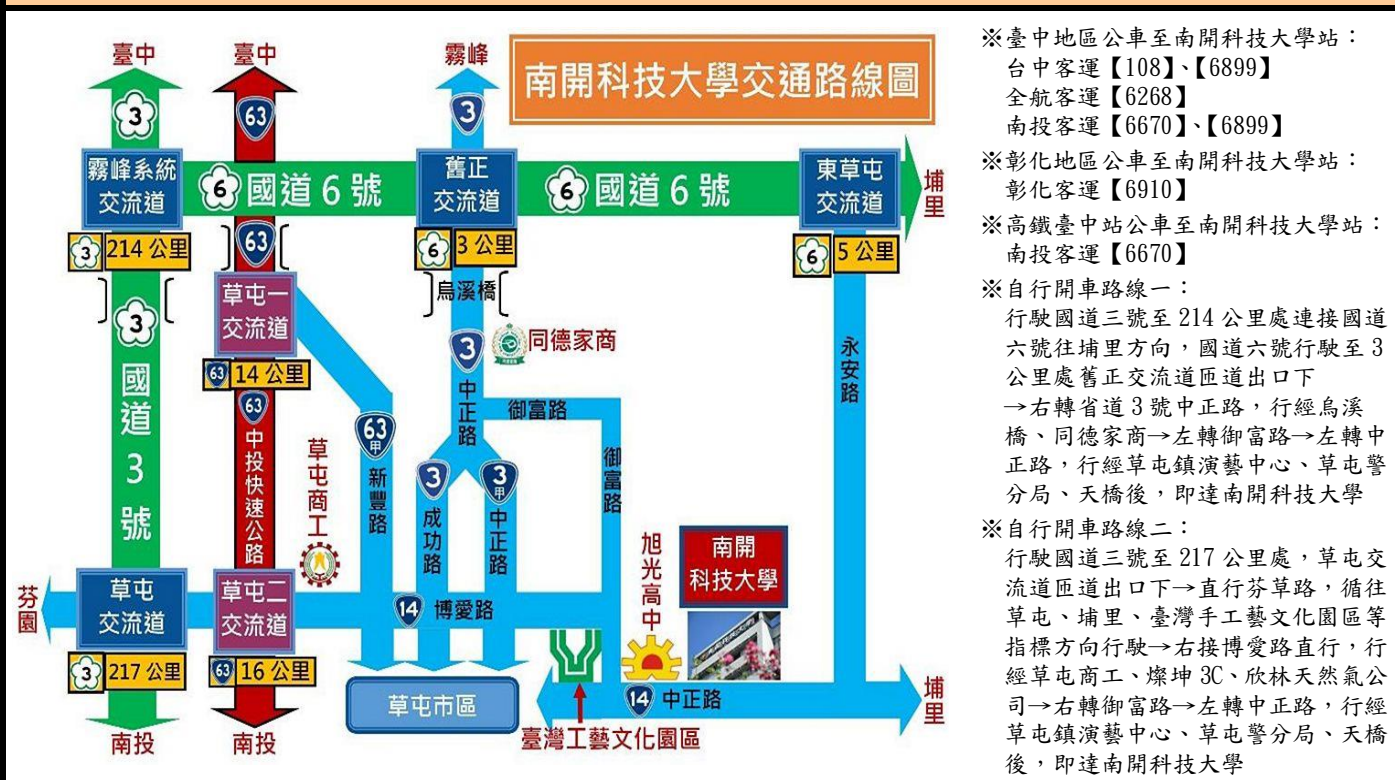 南開科技大學交通路線圖
臺中
臺中
霧峰
3
63
3
霧峰系統
交流道
6 國道 6 號
舊正
交流道
6 國道 6 號
東草屯
交流道
埔里
3 214 公里
63
6 3 公里
6 5 公里
烏溪橋
草屯一
交流道
3
63 14 公里
3
同德家商
永安路
國道3號
63
中投快速公路
中正路
御富路
御富路
草屯商工
63甲
新豐路
3
成功路
3甲
中正路
旭光高中
南開
科技大學
芬園
草屯
交流道
草屯二
交流道
14 博愛路
3 217 公里
63 16 公里
草屯市區
14 中正路
埔里
南投
南投
臺灣工藝文化園區
※臺中地區公車至南開科技大學站：
台中客運【108】、【6899】
全航客運【6268】
南投客運【6670】、【6899】
※彰化地區公車至南開科技大學站：
彰化客運【6910】
※高鐵臺中站公車至南開科技大學站：
南投客運【6670】
※自行開車路線一：
行駛國道三號至 214 公里處連接國道
六號往埔里方向，國道六號行駛至 3
公里處舊正交流道匝道出口下
→右轉省道 3 號中正路，行經烏溪
橋、同德家商→左轉御富路→左轉中
正路，行經草屯鎮演藝中心、草屯警
分局、天橋後，即達南開科技大學
※自行開車路線二：
行駛國道三號至 217 公里處，草屯交
流道匝道出口下→直行芬草路，循往
草屯、埔里、臺灣手工藝文化園區等
指標方向行駛→右接博愛路直行，行
經草屯商工、燦坤 3C、欣林天然氣公
司→右轉御富路→左轉中正路，行經
草屯鎮演藝中心、草屯警分局、天橋
後，即達南開科技大學